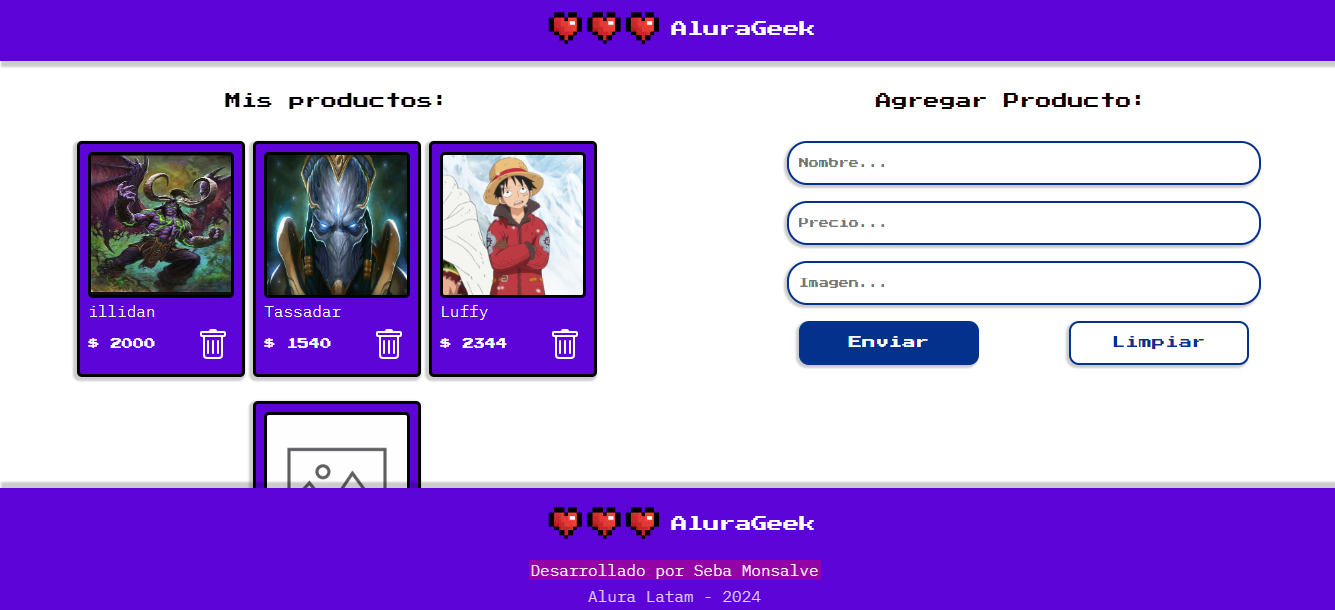 AluraGeek
Mis productos:
illidan
$ 2000
Tassadar
$ 1540
Luffy
$ 2344
Agregar Producto:
Nombre...
Precio...
Imagen...
Enviar
Limpiar
AluraGeek
Desarrollado por Seba Monsalve
Alura Latam - 2024